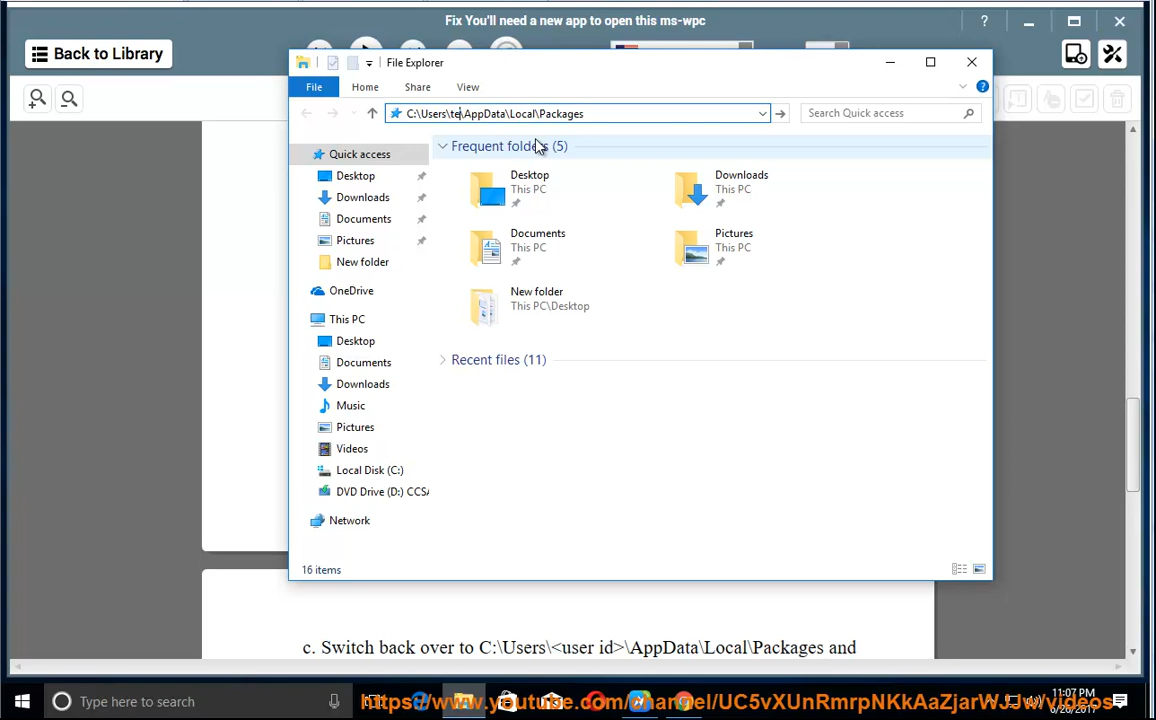 Fix You'll need a new app to open this ms-wpc
?
Back to Library
File Explorer
File
Home
Share
View
C:\Users\te\AppData\Local\Packages
Search Quick access
Quick access
Desktop
Downloads
Documents
Pictures
New folder
OneDrive
This PC
Desktop
Documents
Downloads
Music
Pictures
Videos
Local Disk (C:)
DVD Drive (D:) CCSA
Network
Frequent folders (5)
Desktop
This PC
Downloads
This PC
Documents
This PC
Pictures
This PC
New folder
This PC\Desktop
Recent files (11)
16 items
c. Switch back over to C:\Users\<user id>\AppData\Local\Packages and
Type here to search
11:07 PM
6/26/2017